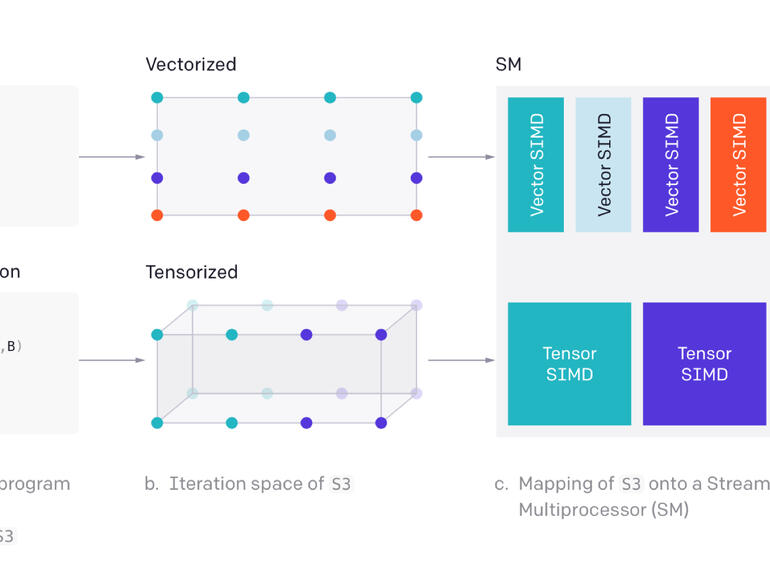 Vectorized
SM
Vector SIMD
Vector SIMD
Vector SIMD
Vector SIMD
on
Tensorized
,B)
Tensor
SIMD
Tensor
SIMD
program
S3
b. Iteration space of S3
c. Mapping of S3 onto a Stream
Multiprocessor (SM)